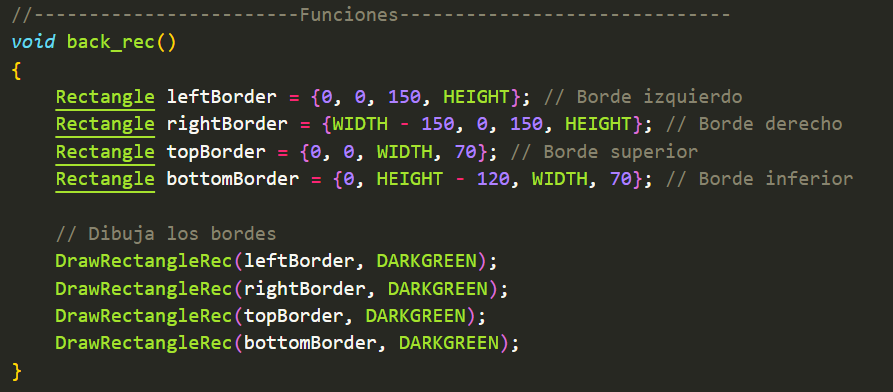 //------------------------Funciones------------------------------
void back_rec()
{
    Rectangle leftBorder = {0, 0, 150, HEIGHT}; // Borde izquierdo
    Rectangle rightBorder = {WIDTH - 150, 0, 150, HEIGHT}; // Borde derecho
    Rectangle topBorder = {0, 0, WIDTH, 70}; // Borde superior
    Rectangle bottomBorder = {0, HEIGHT - 120, WIDTH, 70}; // Borde inferior

    // Dibuja los bordes
    DrawRectangleRec(leftBorder, DARKGREEN);
    DrawRectangleRec(rightBorder, DARKGREEN);
    DrawRectangleRec(topBorder, DARKGREEN);
    DrawRectangleRec(bottomBorder, DARKGREEN);
}